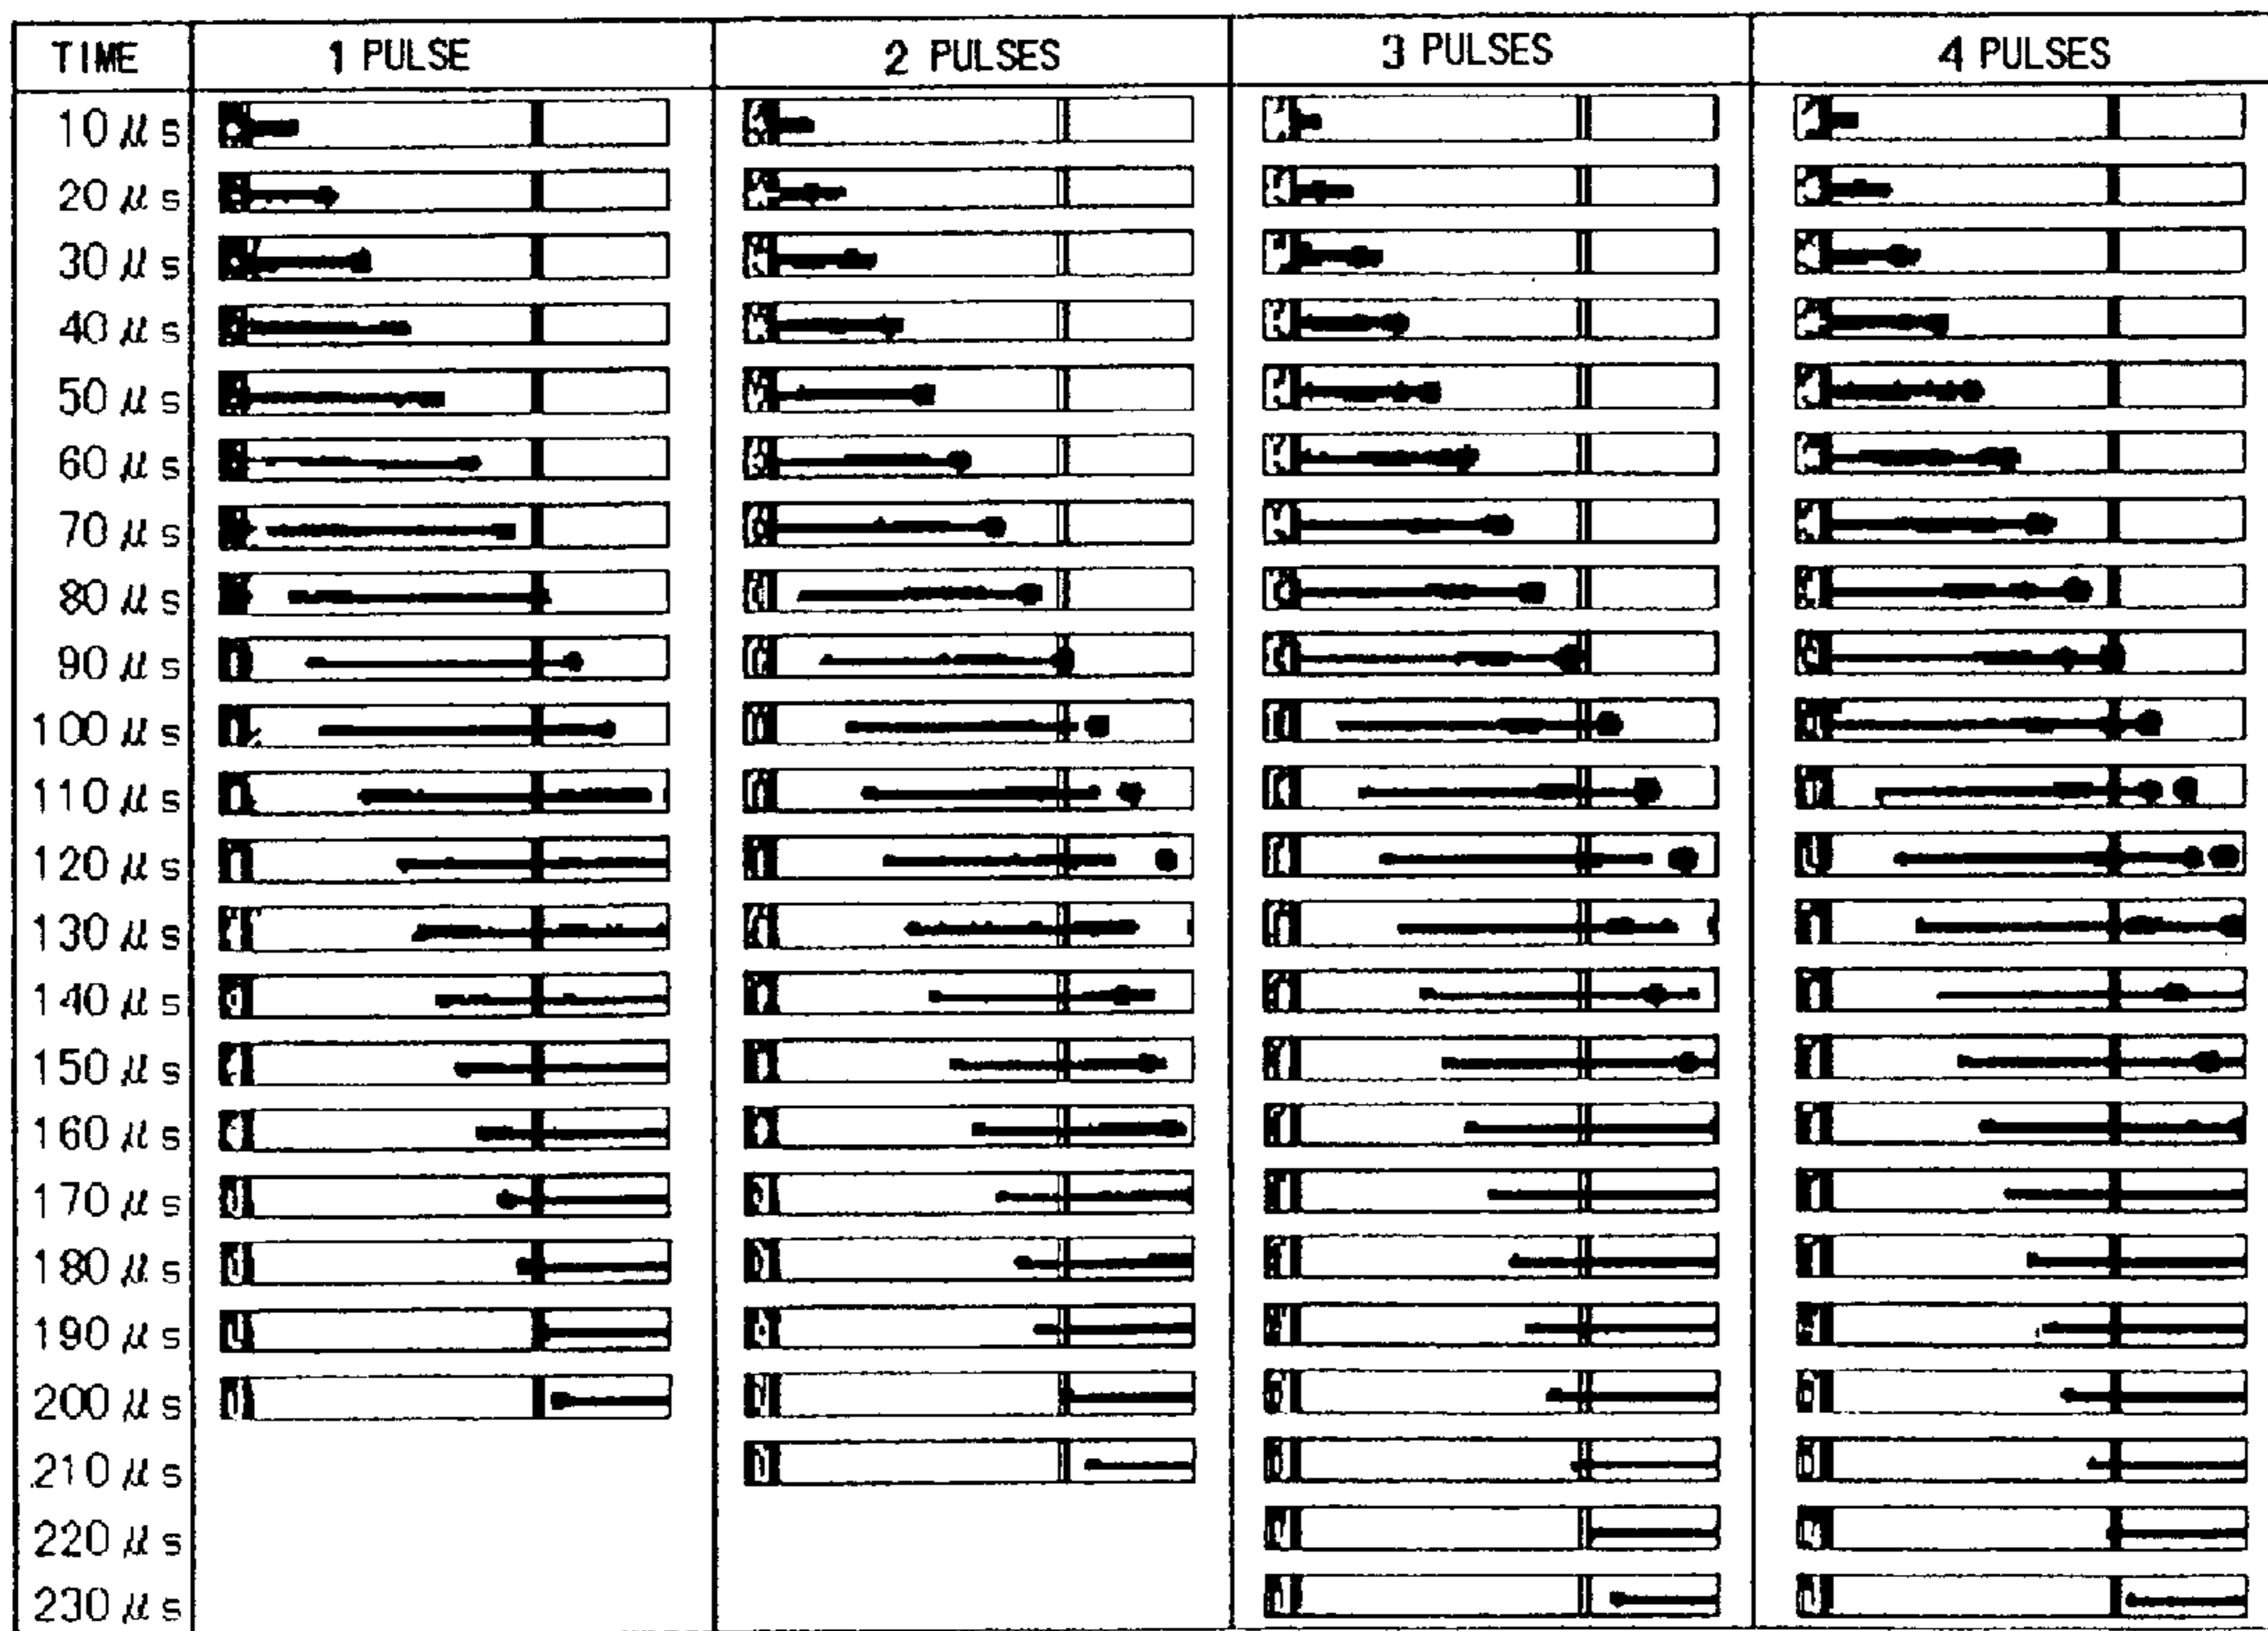 TIME 1 PULSE 2 PULSES 3 PULSES 4 PULSES
10 μs
20 μs
30 μs
40 μs
50 μs
60 μs
70 μs
80 μs
90 μs
100 μs
110 μs
120 μs
130 μs
140 μs
150 μs
160 μs
170 μs
180 μs
190 μs
200 μs
210 μs
220 μs
230 μs